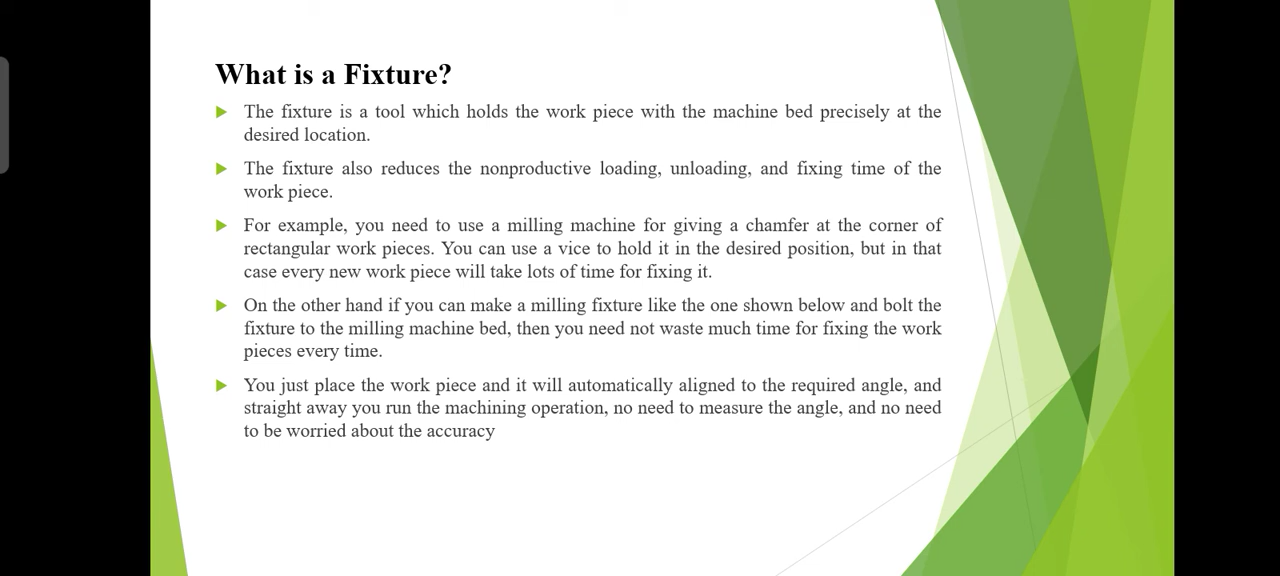 What is a Fixture?
The fixture is a tool which holds the work piece with the machine bed precisely at the
desired location.
The fixture also reduces the nonproductive loading, unloading, and fixing time of the
work piece.
For example, you need to use a milling machine for giving a chamfer at the corner of
rectangular work pieces. You can use a vice to hold it in the desired position, but in that
case every new work piece will take lots of time for fixing it.
On the other hand if you can make a milling fixture like the one shown below and bolt the
fixture to the milling machine bed, then you need not waste much time for fixing the work
pieces every time.
You just place the work piece and it will automatically aligned to the required angle, and
straight away you run the machining operation, no need to measure the angle, and no need
to be worried about the accuracy